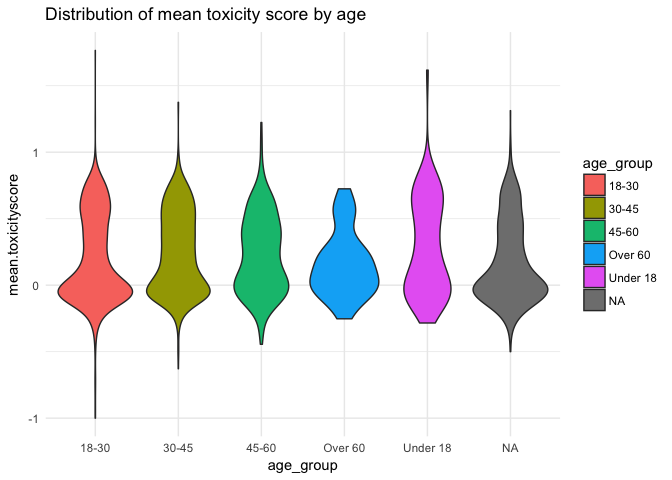 Distribution of mean toxicity score by age
mean.toxicityscore
1
0
-1
18-30
30-45
45-60
Over 60
Under 18
NA
age_group
age_group
18-30
30-45
45-60
Over 60
Under 18
NA